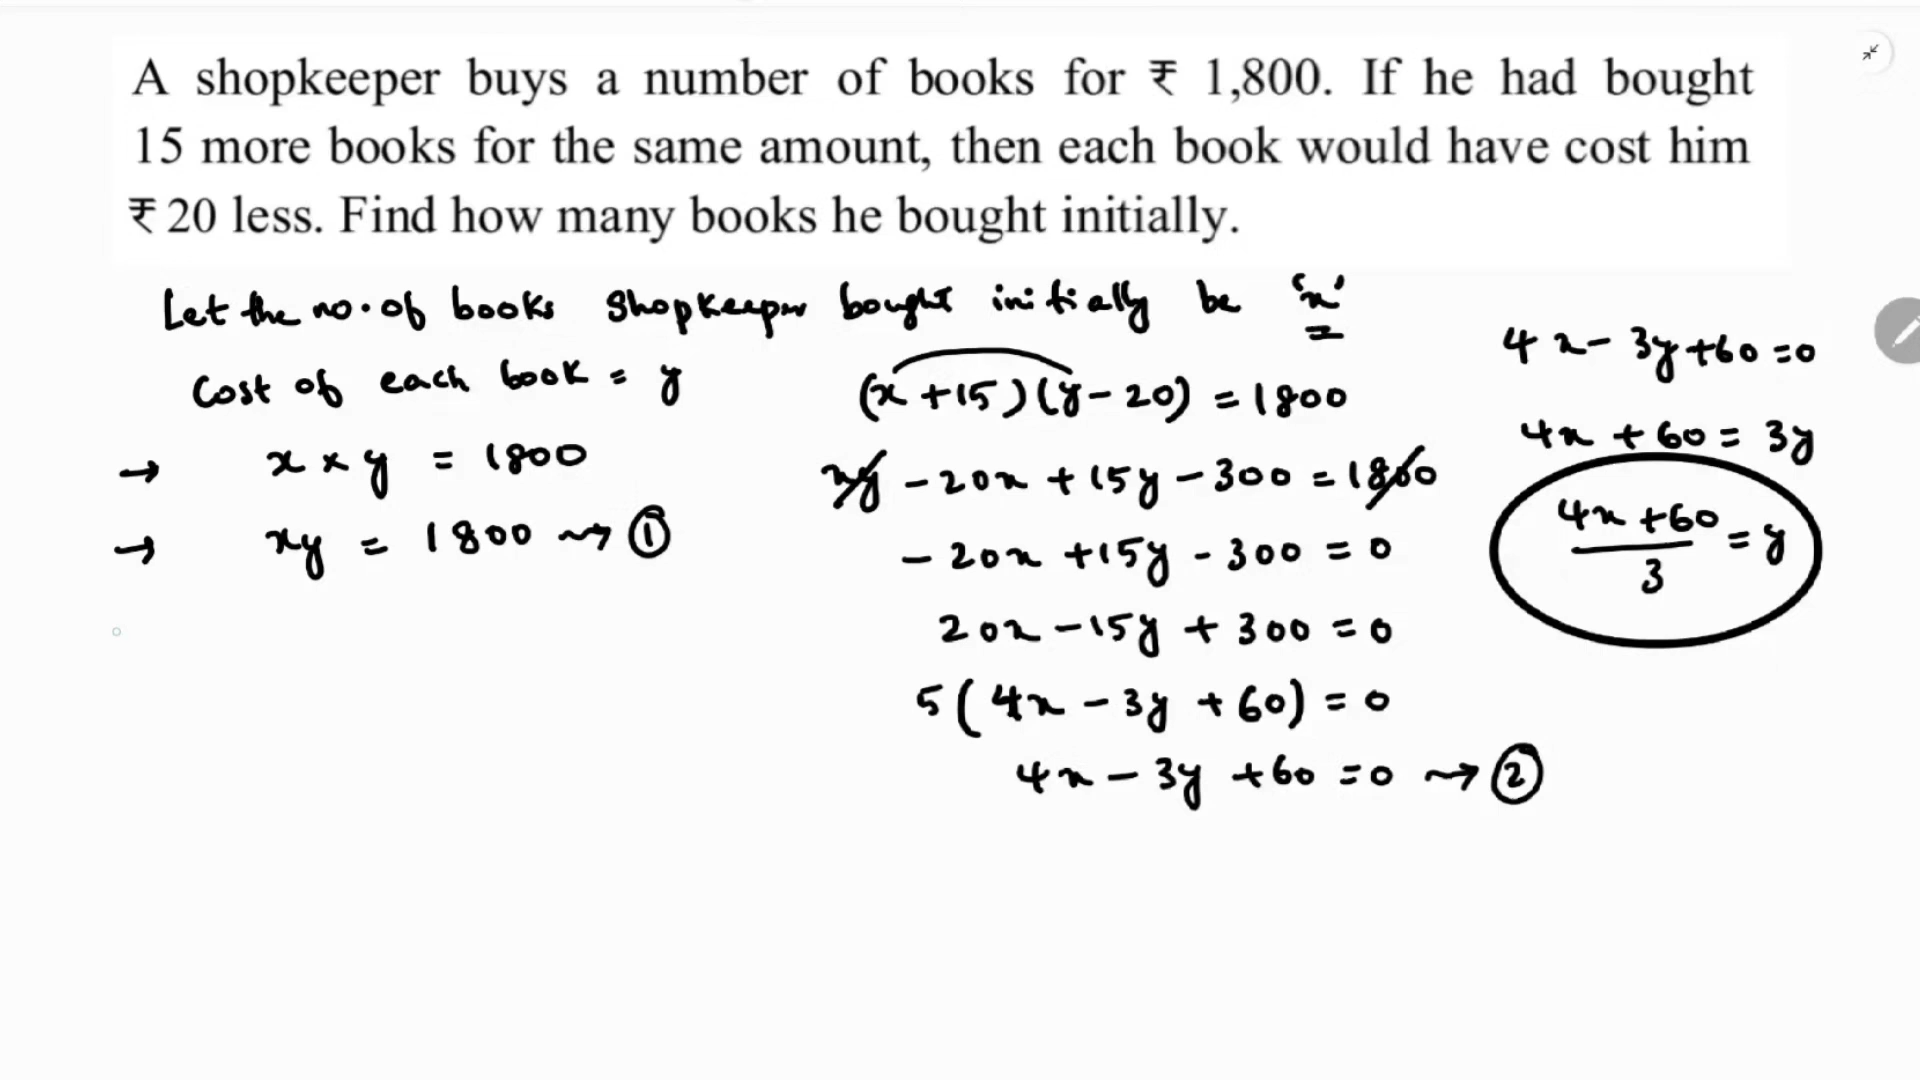 A shopkeeper buys a number of books for ₹ 1,800. If he had bought
15 more books for the same amount, then each book would have cost him
₹ 20 less. Find how many books he bought initially.
Let the no. of books shopkeeper bought initially be 'x'
Cost of each book = y
→ x × y = 1800
→ xy = 1800 → ①
(x + 15)(y - 20) = 1800
xy - 20x + 15y - 300 = 1800
- 20x + 15y - 300 = 0
20x - 15y + 300 = 0
5 ( 4x - 3y + 60) = 0
4x - 3y + 60 = 0 → ②
4x - 3y + 60 = 0
4x + 60 = 3y
4x + 60
3
= y